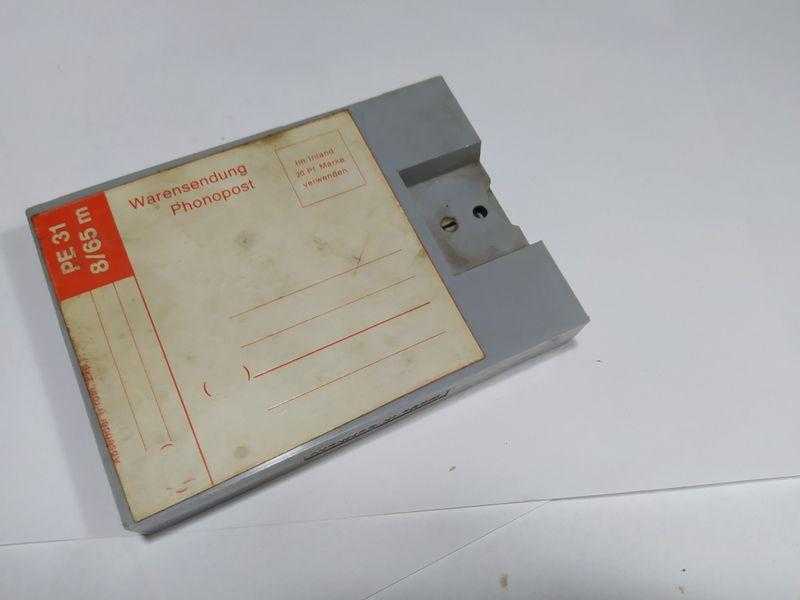 PE 31
8/65 m
Warensendung
Phonopost
Im Inland
20 Pf Marke
verwenden
(      )